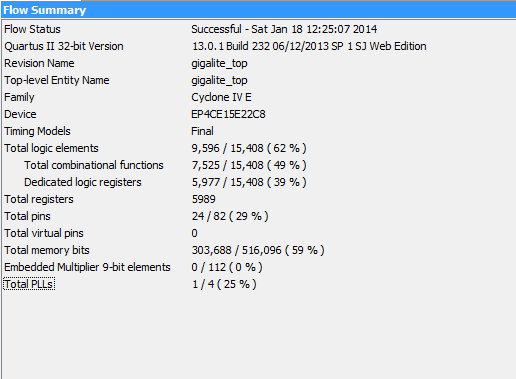 Flow Summary
Flow Status Successful - Sat Jan 18 12:25:07 2014
Quartus II 32-bit Version 13.0.1 Build 232 06/12/2013 SP 1 SJ Web Edition
Revision Name gigalite_top
Top-level Entity Name gigalite_top
Family Cyclone IV E
Device EP4CE15E22C8
Timing Models Final
Total logic elements 9,596 / 15,408 ( 62 % )
Total combinational functions 7,525 / 15,408 ( 49 % )
Dedicated logic registers 5,977 / 15,408 ( 39 % )
Total registers 5989
Total pins 24 / 82 ( 29 % )
Total virtual pins 0
Total memory bits 303,688 / 516,096 ( 59 % )
Embedded Multiplier 9-bit elements 0 / 112 ( 0 % )
Total PLLs 1 / 4 ( 25 % )